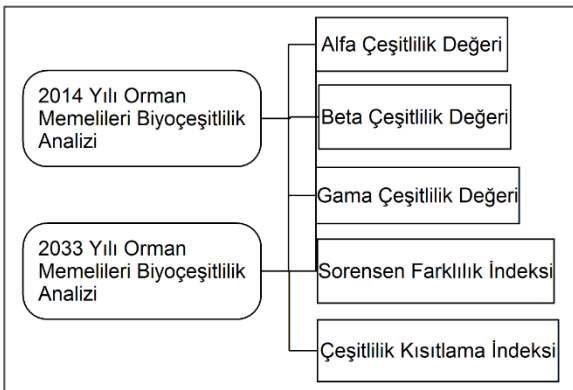 2014 Yılı Orman
Memelileri Biyoçeşitlilik
Analizi
2033 Yılı Orman
Memelileri Biyoçeşitlilik
Analizi
Alfa Çeşitlilik Değeri
Beta Çeşitlilik Değeri
Gama Çeşitlilik Değeri
Sorensen Farklılık İndeksi
Çeşitlilik Kısıtlama İndeksi